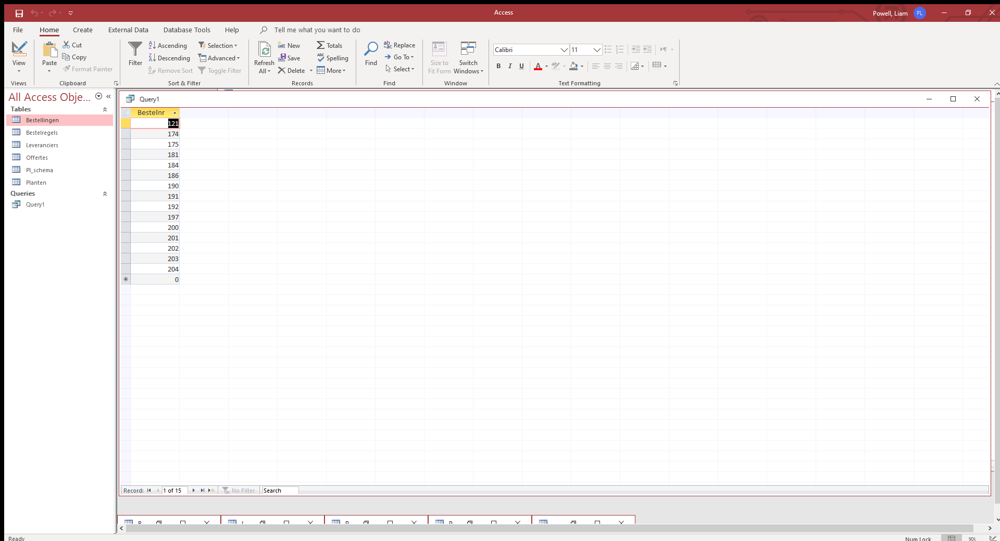 Access
Powell, Liam PL
File Home Create External Data Database Tools Help Tell me what you want to do
View
Views
Paste
Cut
Copy
Format Painter
Clipboard
Filter
Ascending
Descending
Remove Sort
Selection
Advanced
Toggle Filter
Sort & Filter
Refresh
All
New
Save
Delete
Totals
Spelling
More
Records
Find
Replace
Go To
Select
Find
Size to
Fit Form
Switch
Windows
Window
Calibri 11
B I U
Text Formatting
All Access Obje...
Tables
Bestellingen
Bestelregels
Leveranciers
Offertes
Pl_schema
Planten
Queries
Query1
Query1
Bestelnr
121
174
175
181
184
186
190
191
192
197
200
201
202
203
204
0
Record: 1 of 15 No Filter Search
Ready
Num Lock SQL